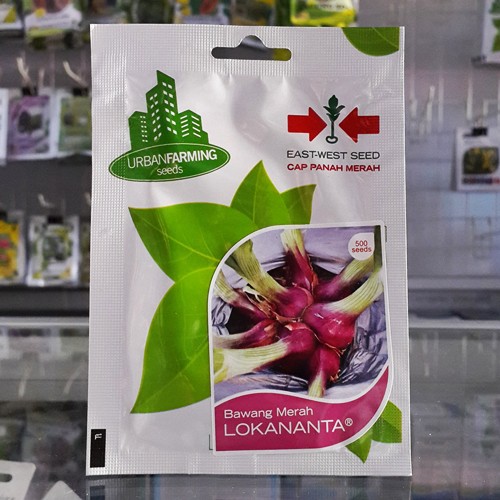 URBANFARMING
seeds
EAST-WEST SEED
CAP PANAH MERAH
500
seeds
Bawang Merah
LOKANANTA®